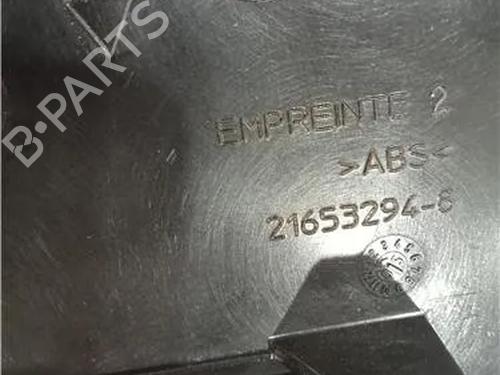 B-PARTS
EMPREINTE 2
>ABS<
21653294-6